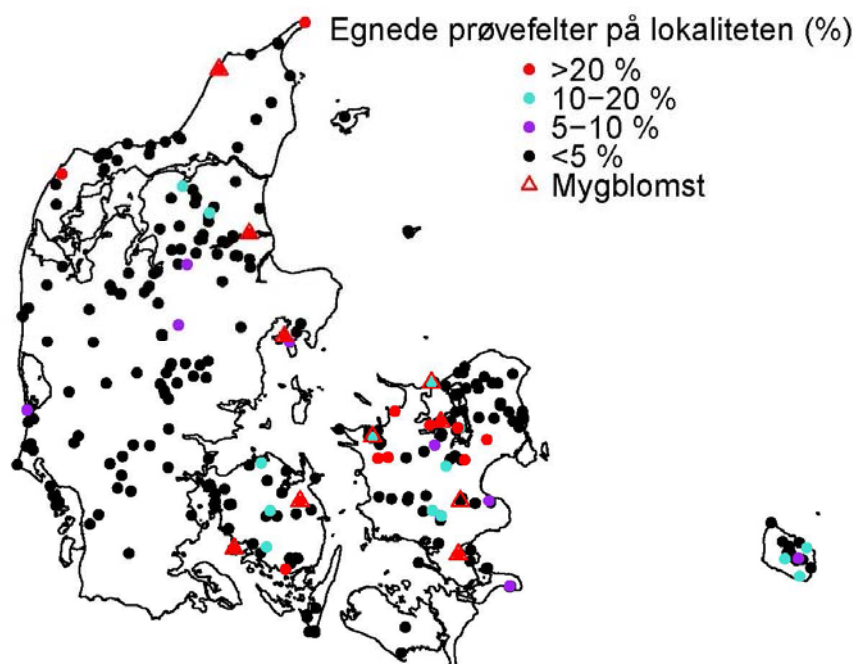 Egnede prøvefelter på lokaliteten (%)
>20 %
10−20 %
5−10 %
<5 %
Mygblomst